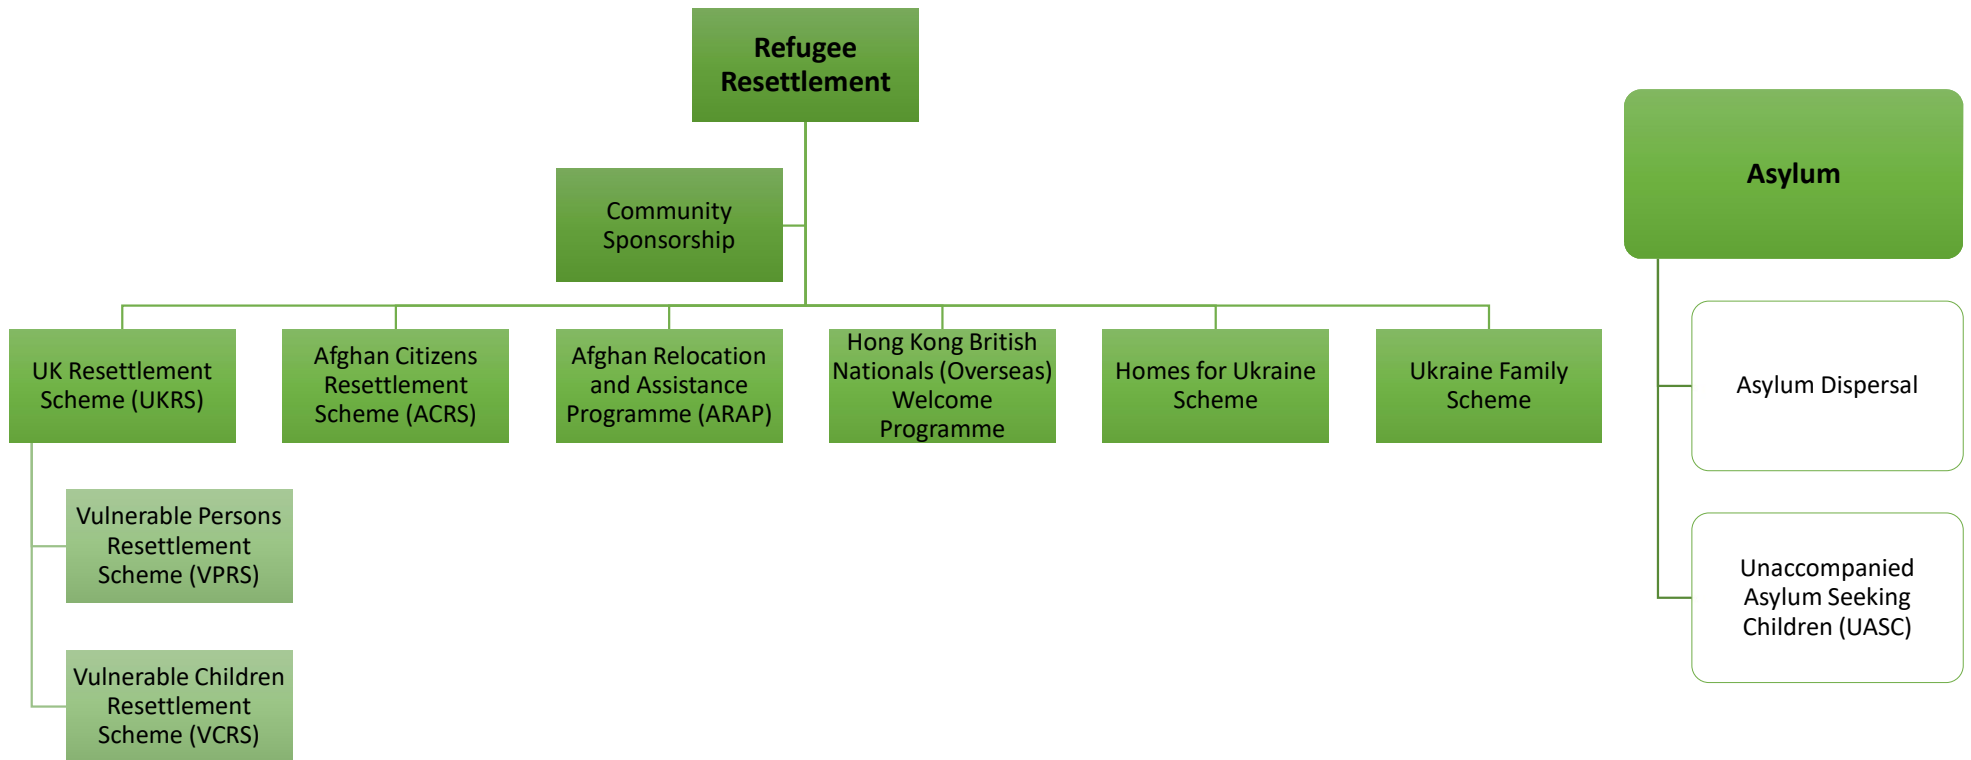 Refugee
Resettlement
Community
Sponsorship
UK Resettlement
Scheme (UKRS)
Afghan Citizens
Resettlement
Scheme (ACRS)
Afghan Relocation
and Assistance
Programme (ARAP)
Hong Kong British
Nationals (Overseas)
Welcome
Programme
Homes for Ukraine
Scheme
Ukraine Family
Scheme
Vulnerable Persons
Resettlement
Scheme (VPRS)
Vulnerable Children
Resettlement
Scheme (VCRS)
Asylum
Asylum Dispersal
Unaccompanied
Asylum Seeking
Children (UASC)